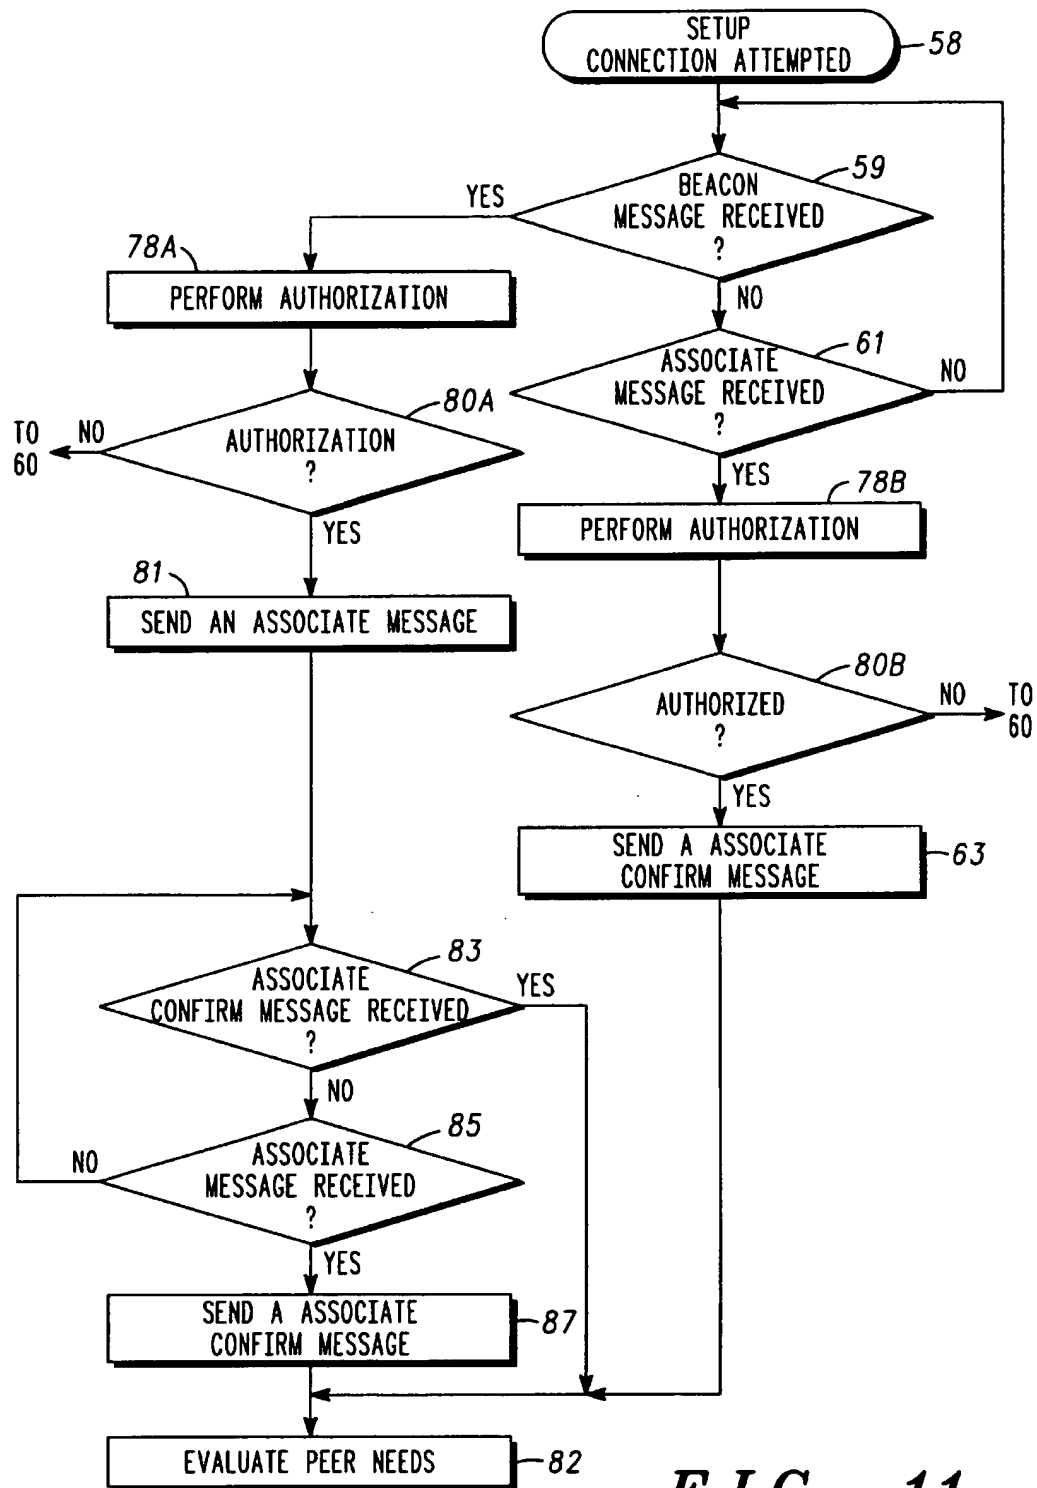 SETUP
CONNECTION ATTEMPTED
58
BEACON
MESSAGE RECEIVED
?
59
YES
NO
78A
PERFORM AUTHORIZATION
ASSOCIATE
MESSAGE RECEIVED
?
61
NO
YES
AUTHORIZATION
?
80A
NO
TO
60
YES
78B
PERFORM AUTHORIZATION
81
SEND AN ASSOCIATE MESSAGE
AUTHORIZED
?
80B
NO
TO
60
YES
SEND A ASSOCIATE
CONFIRM MESSAGE
63
ASSOCIATE
CONFIRM MESSAGE RECEIVED
?
83
YES
NO
ASSOCIATE
MESSAGE RECEIVED
?
85
NO
YES
SEND A ASSOCIATE
CONFIRM MESSAGE
87
EVALUATE PEER NEEDS
82
FIG. 11